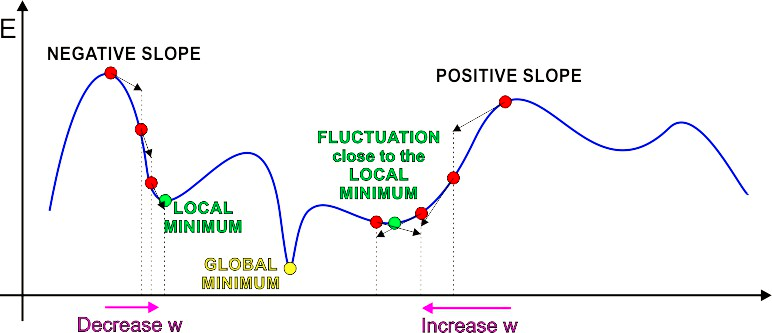 E
NEGATIVE SLOPE
POSITIVE SLOPE
FLUCTUATION
close to the
LOCAL
MINIMUM
LOCAL
MINIMUM
GLOBAL
MINIMUM
Decrease w
Increase w